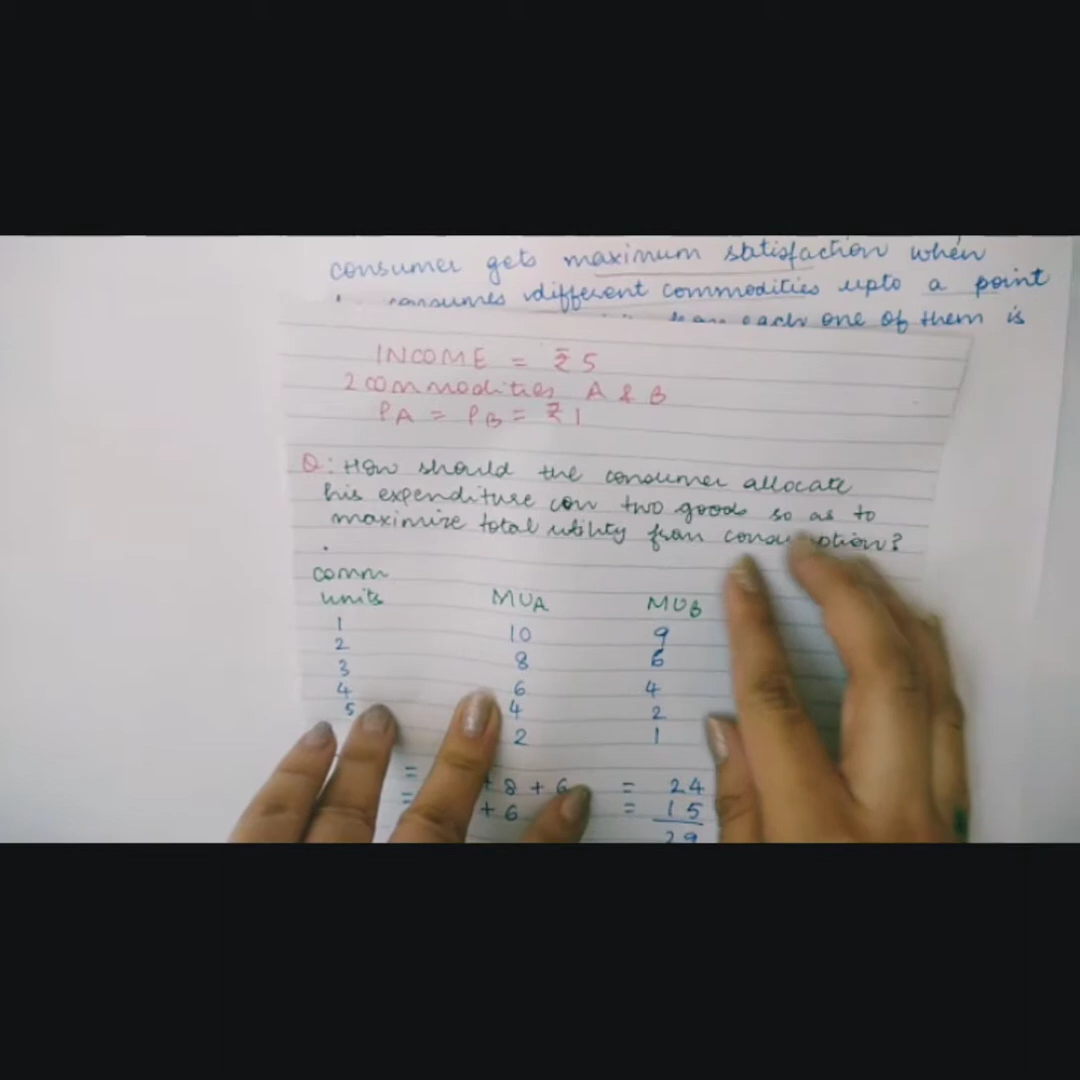 consumer gets maximum satisfaction when
consumes different commodities upto a point
each one of them is
INCOME = ₹5
2 commodities A & B
PA = PB = ₹1
Q: How should the consumer allocate
his expenditure on two goods so as to
maximize total utility from consumption?
comm
units MUA MUB
1 10 9
2 8 6
3 6 4
4 4 2
5 2 1
= + 8 + 6 = 24
= + 6 = 15
29